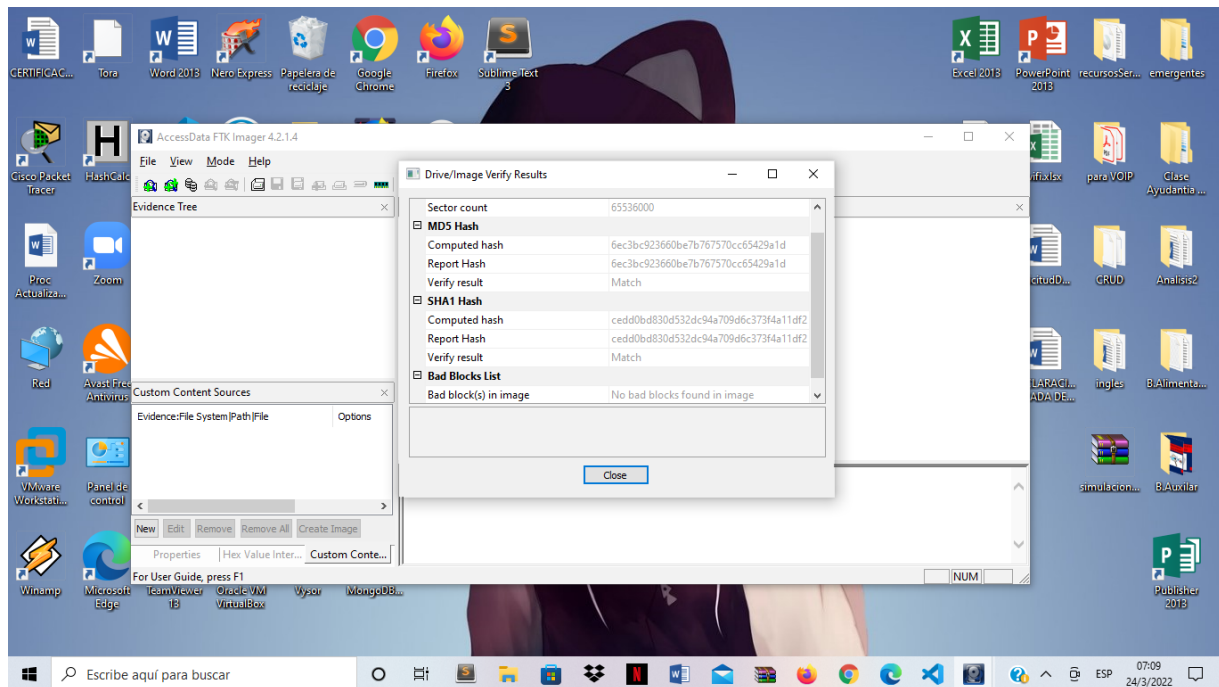 CERTIFICAC...
Tora
Word 2013
Nero Express
Papelera de reciclaje
Google Chrome
Firefox
Sublime Text 3
Excel 2013
PowerPoint 2013
recursosSer...
emergentes
Cisco Packet Tracer
HashCalc
para VOIP
Clase Ayudantia ...
AccessData FTK Imager 4.2.1.4
File View Mode Help
Evidence Tree
Drive/Image Verify Results
Sector count 65536000
MD5 Hash
Computed hash 6ec3bc923660be7b767570cc65429a1d
Report Hash 6ec3bc923660be7b767570cc65429a1d
Verify result Match
SHA1 Hash
Computed hash cedd0bd830d532dc94a709d6c373f4a11df2
Report Hash cedd0bd830d532dc94a709d6c373f4a11df2
Verify result Match
Bad Blocks List
Bad block(s) in image No bad blocks found in image
Close
Custom Content Sources
Evidence:File System|Path|File Options
New Edit Remove Remove All Create Image
Properties Hex Value Inter... Custom Conte...
For User Guide, press F1
NUM
Proc Actualiza...
Zoom
CRUD
Analisis2
Red
Avast Free Antivirus
ingles
B.Alimenta...
VMware Workstati...
Panel de control
simulacion...
B.Auxilar
Winamp
Microsoft Edge
TeamViewer 13
Oracle VM VirtualBox
Vysor
MongoDB...
Publisher 2013
Escribe aquí para buscar
ESP
07:09
24/3/2022